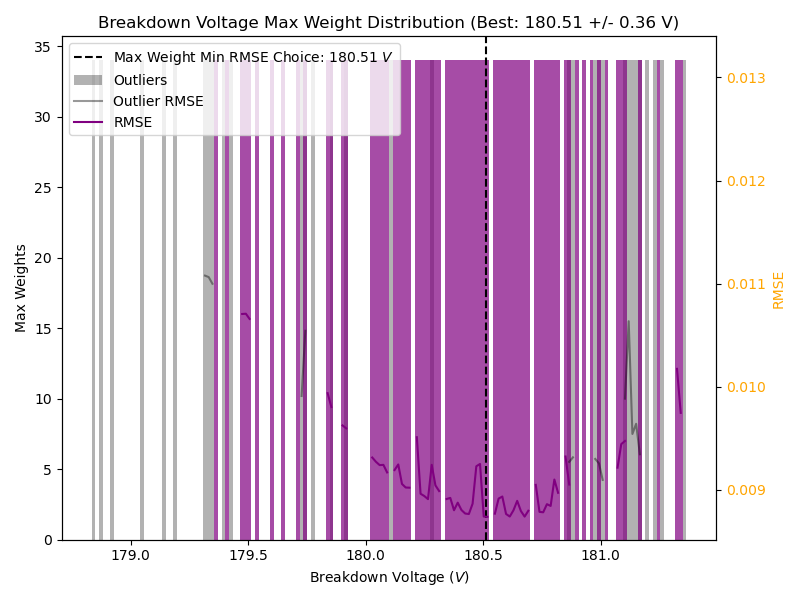 Breakdown Voltage Max Weight Distribution (Best: 180.51 +/- 0.36 V)
Max Weight Min RMSE Choice: 180.51 V
Outliers
Outlier RMSE
RMSE
35
30
25
20
15
10
5
0
Max Weights
0.013
0.012
0.011
0.010
0.009
RMSE
179.0 179.5 180.0 180.5 181.0
Breakdown Voltage (V)